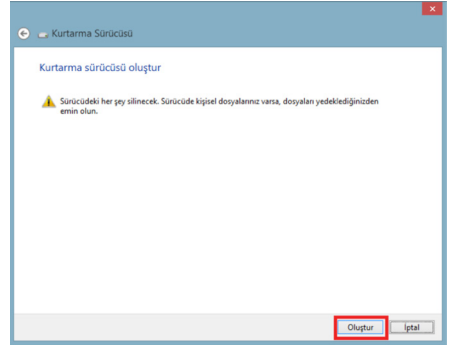 Kurtarma Sürücüsü
Kurtarma sürücüsü oluştur
Sürücüdeki her şey silinecek. Sürücüde kişisel dosyalarınız varsa, dosyaları yedeklediğinizden
emin olun.
Oluştur İptal